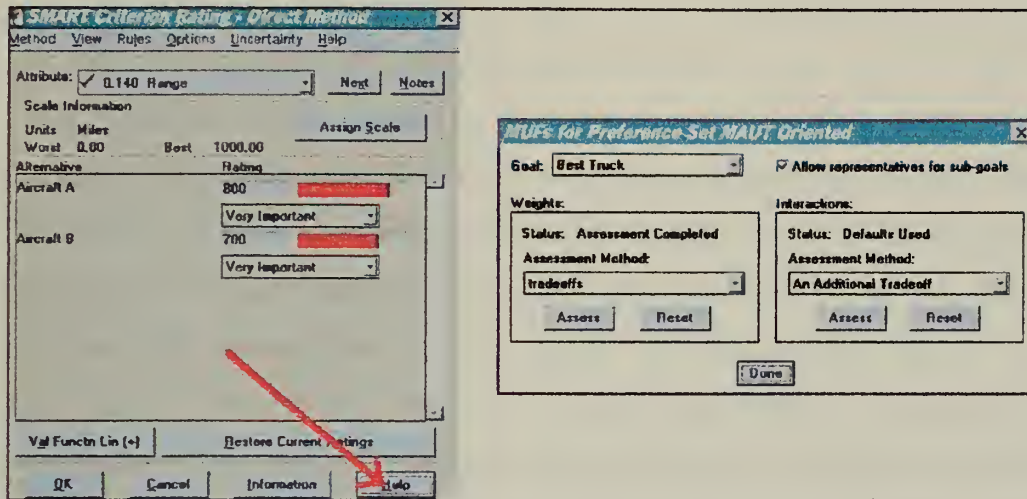 SMART Criterion Rating - Direct Method
Method View Rules Options Uncertainty Help
Attribute: 0.140 Range Next Notes
Scale Information
Units Miles Assign Scale
Worst 0.00 Best 1000.00
Alternative Rating
Aircraft A 800
Very Important
Aircraft B 700
Very Important
Val Functn Lin (+) Restore Current Ratings
OK Cancel Information Help
MUFs for Preference Set MAUT Oriented
Goal: Best Truck Allow representatives for sub-goals
Weights: Interactions:
Status: Assessment Completed Status: Defaults Used
Assessment Method: Assessment Method:
tradeoffs An Additional Tradeoff
Assess Reset Assess Reset
Done